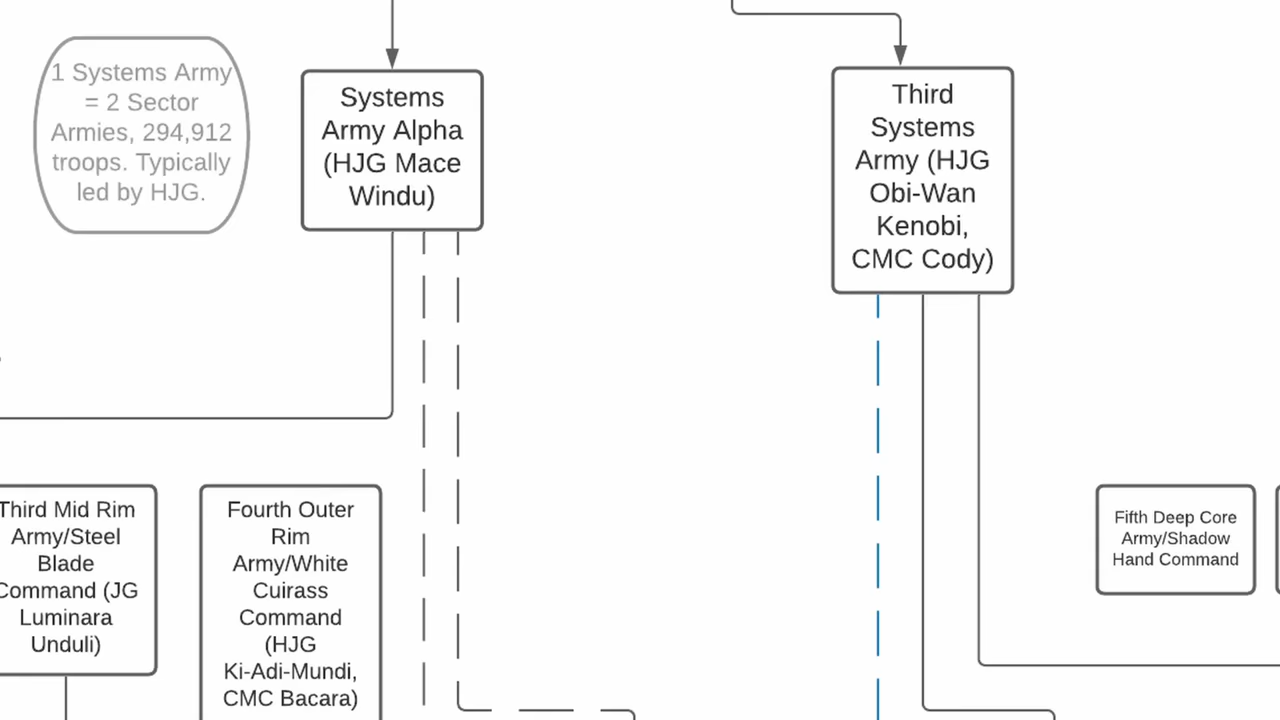 1 Systems Army
= 2 Sector
Armies, 294,912
troops. Typically
led by HJG.
Systems
Army Alpha
(HJG Mace
Windu)
Third
Systems
Army (HJG
Obi-Wan
Kenobi,
CMC Cody)
Third Mid Rim
Army/Steel
Blade
Command (JG
Luminara
Unduli)
Fourth Outer
Rim
Army/White
Cuirass
Command
(HJG
Ki-Adi-Mundi,
CMC Bacara)
Fifth Deep Core
Army/Shadow
Hand Command